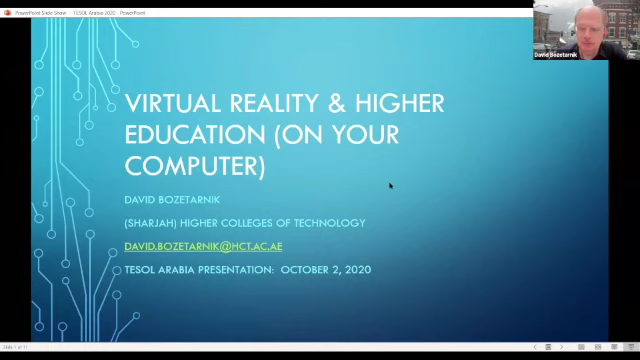 PowerPoint Slide Show - TESOL Arabia 2020 - PowerPoint
David Bozetarnik
VIRTUAL REALITY & HIGHER
EDUCATION (ON YOUR
COMPUTER)
DAVID BOZETARNIK
(SHARJAH) HIGHER COLLEGES OF TECHNOLOGY
DAVID.BOZETARNIK@HCT.AC.AE
TESOL ARABIA PRESENTATION: OCTOBER 2, 2020